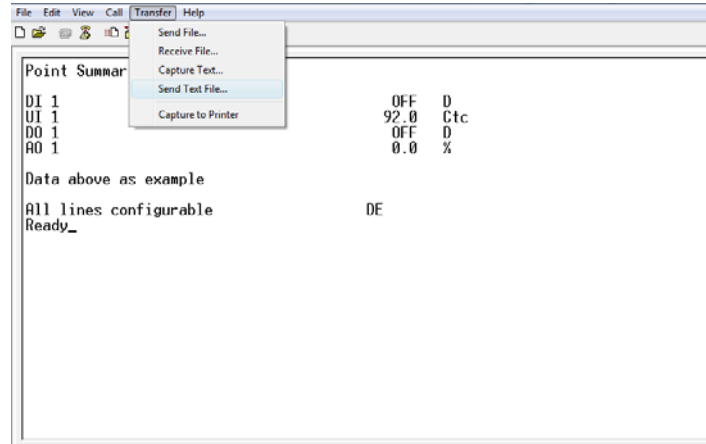 File Edit View Call Transfer Help
Send File...
Receive File...
Capture Text...
Send Text File...
Capture to Printer
Point Summar
DI 1 OFF D
UI 1 92.0 Ctc
DO 1 OFF D
AO 1 0.0 %
Data above as example
All lines configurable DE
Ready_